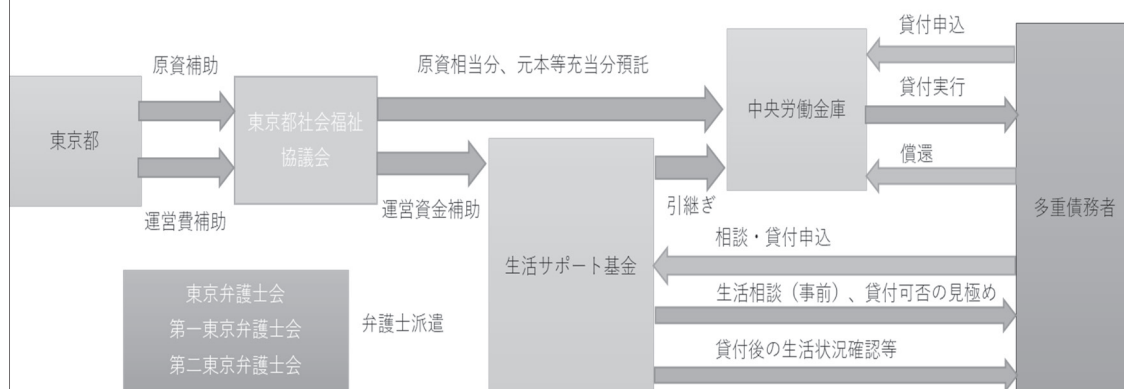 貸付申込
原資補助
原資相当分、元本等充当分預託
東京都
東京都社会福祉
協議会
中央労働金庫
貸付実行
償還
運営費補助
運営資金補助
引継ぎ
多重債務者
相談・貸付申込
生活サポート基金
生活相談(事前)、貸付可否の見極め
東京弁護士会
第一東京弁護士会
第二東京弁護士会
弁護士派遣
貸付後の生活状況確認等